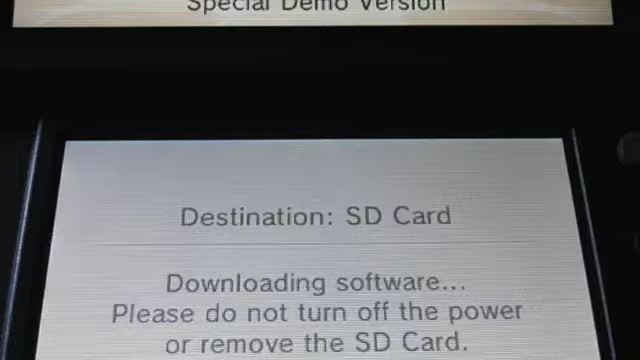 Special Demo Version
Destination: SD Card
Downloading software...
Please do not turn off the power
or remove the SD Card.